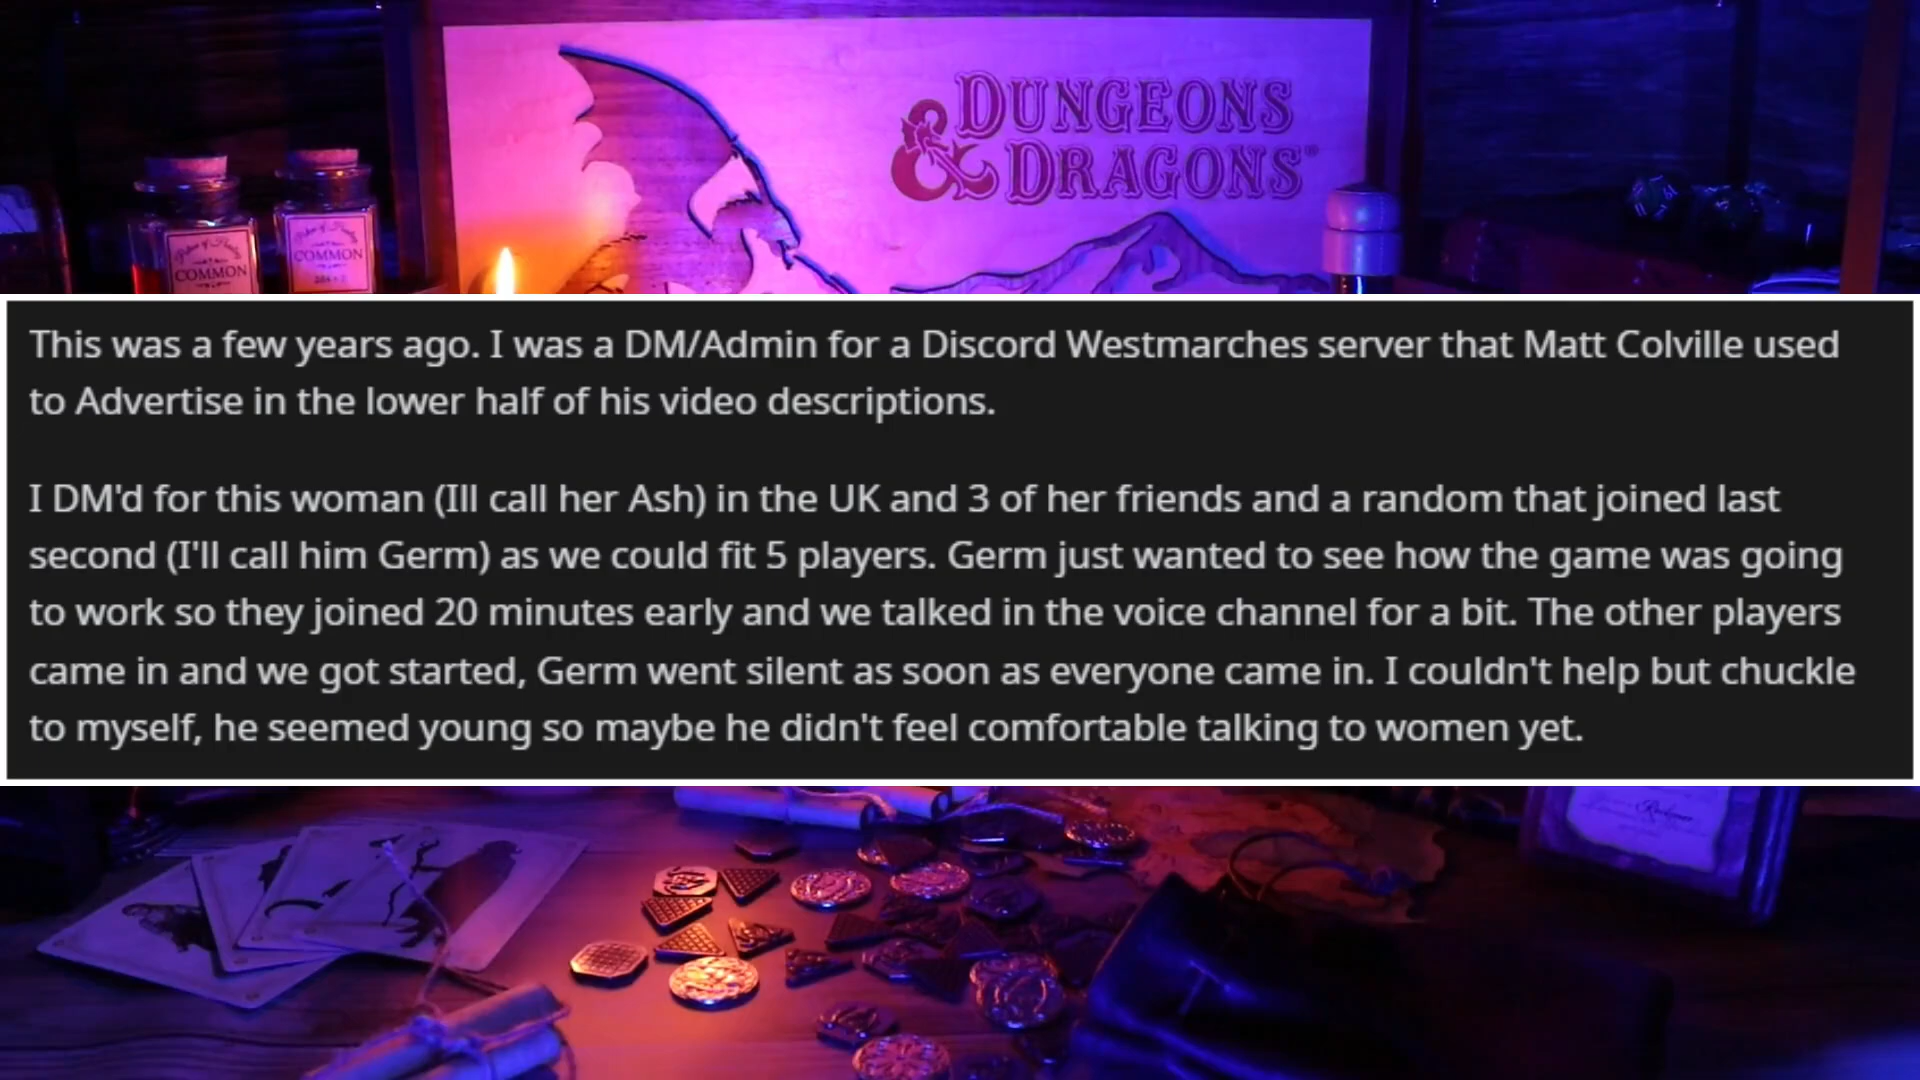 DUNGEONS
& DRAGONS®
COMMON
COMMON
This was a few years ago. I was a DM/Admin for a Discord Westmarches server that Matt Colville used
to Advertise in the lower half of his video descriptions.
I DM'd for this woman (Ill call her Ash) in the UK and 3 of her friends and a random that joined last
second (I'll call him Germ) as we could fit 5 players. Germ just wanted to see how the game was going
to work so they joined 20 minutes early and we talked in the voice channel for a bit. The other players
came in and we got started, Germ went silent as soon as everyone came in. I couldn't help but chuckle
to myself, he seemed young so maybe he didn't feel comfortable talking to women yet.